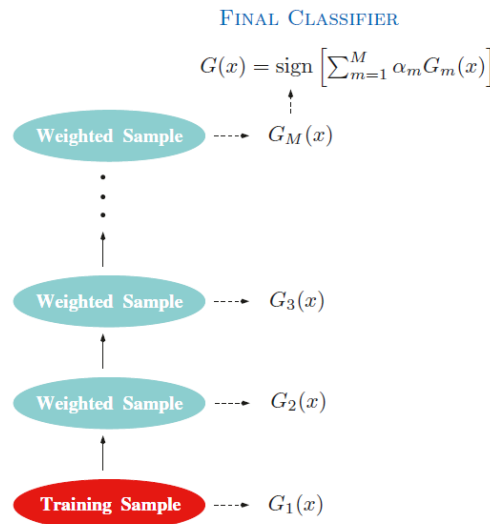 FINAL CLASSIFIER
G(x) = sign [∑_{m=1}^{M} α_m G_m(x)]
Weighted Sample G_M(x)
Weighted Sample G_3(x)
Weighted Sample G_2(x)
Training Sample G_1(x)